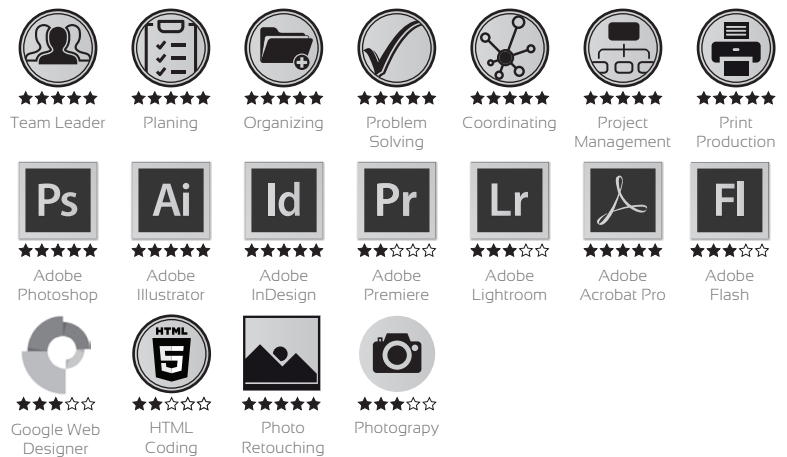 Team Leader
Planing
Organizing
Problem
Solving
Coordinating
Project
Management
Print
Production
Ps
Ai
Id
Pr
Lr
Fl
Adobe
Photoshop
Adobe
Illustrator
Adobe
InDesign
Adobe
Premiere
Adobe
Lightroom
Adobe
Acrobat Pro
Adobe
Flash
HTML
5
Google Web
Designer
HTML
Coding
Photo
Retouching
Photograpy